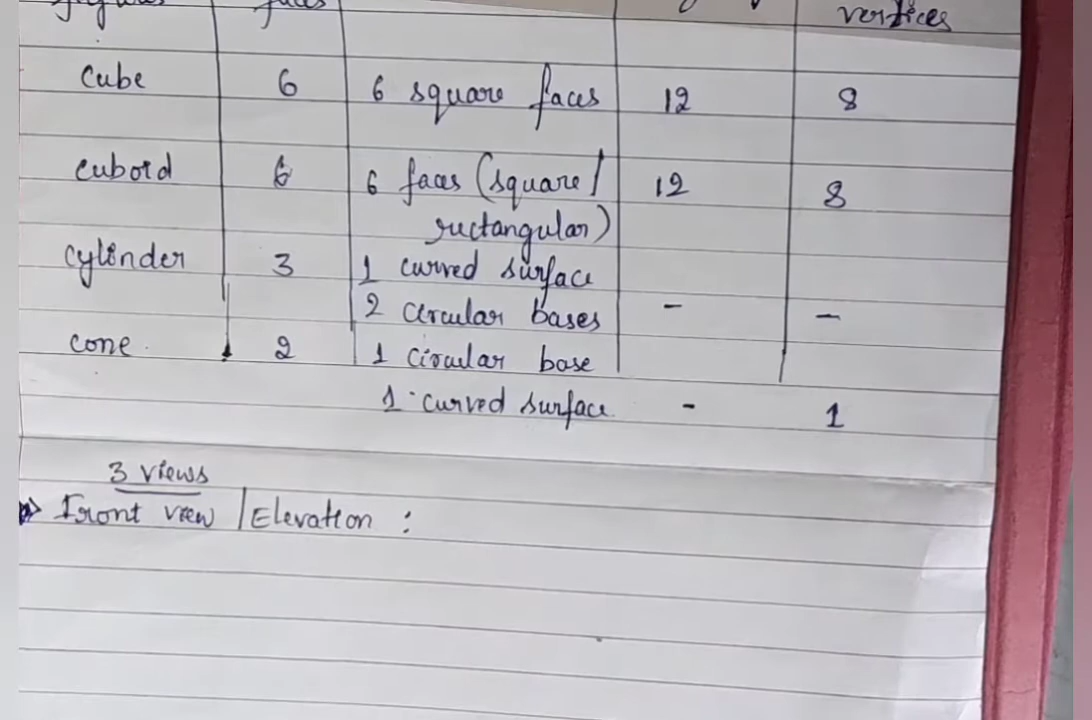 faces
vertices
Cube 6 6 square faces 12 8
cuboid 6 6 faces (square/ 12 8
rectangular)
cylinder 3 1 curved surface
2 circular bases - -
cone. 2 1 circular base
1 curved surface. - 1
3 views
Front view / Elevation :